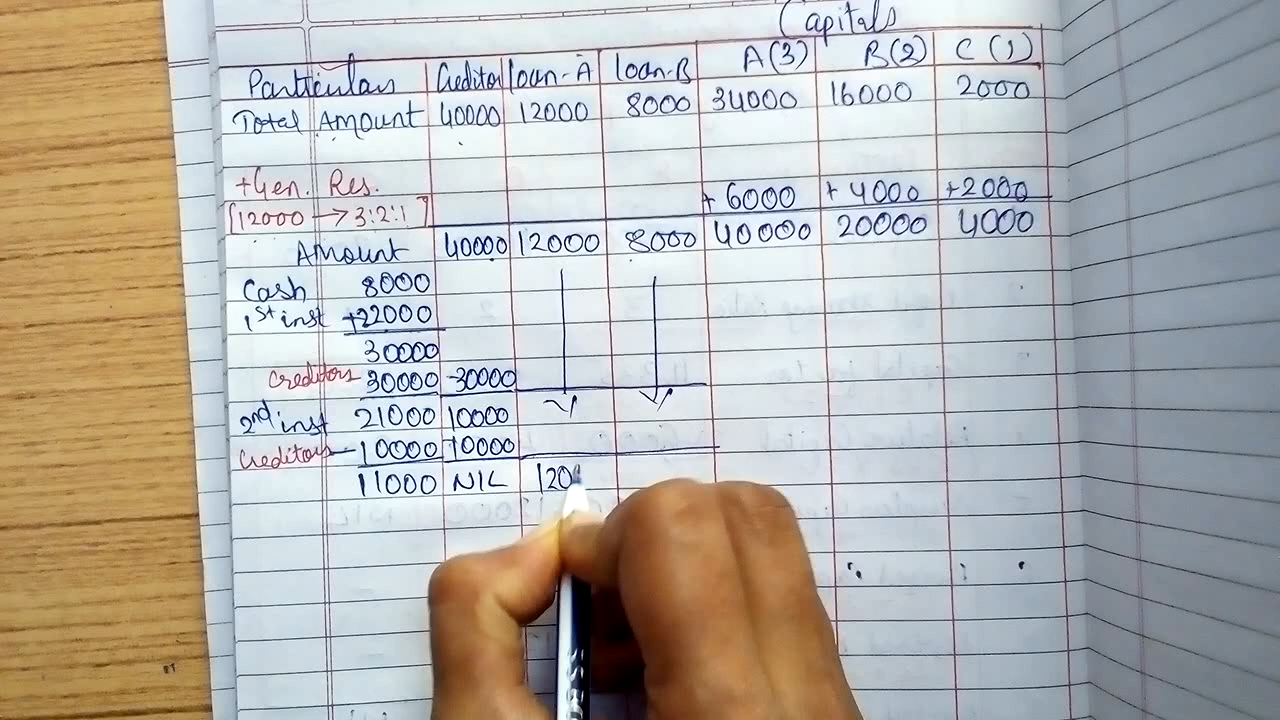 Capitals
Particulars Creditor loan-A loan-B A(3) B(2) C(1)
Total Amount 40000 12000 8000 34000 16000 2000
+Gen. Res. +6000 +4000 +2000
[12000 → 3:2:1]
Amount 40000 12000 8000 40000 20000 4000
Cash 8000
1st inst +22000
30000
Creditors - 30000 -30000
2nd inst 21000 10000
Creditors - 10000 10000
11000 NIL 120